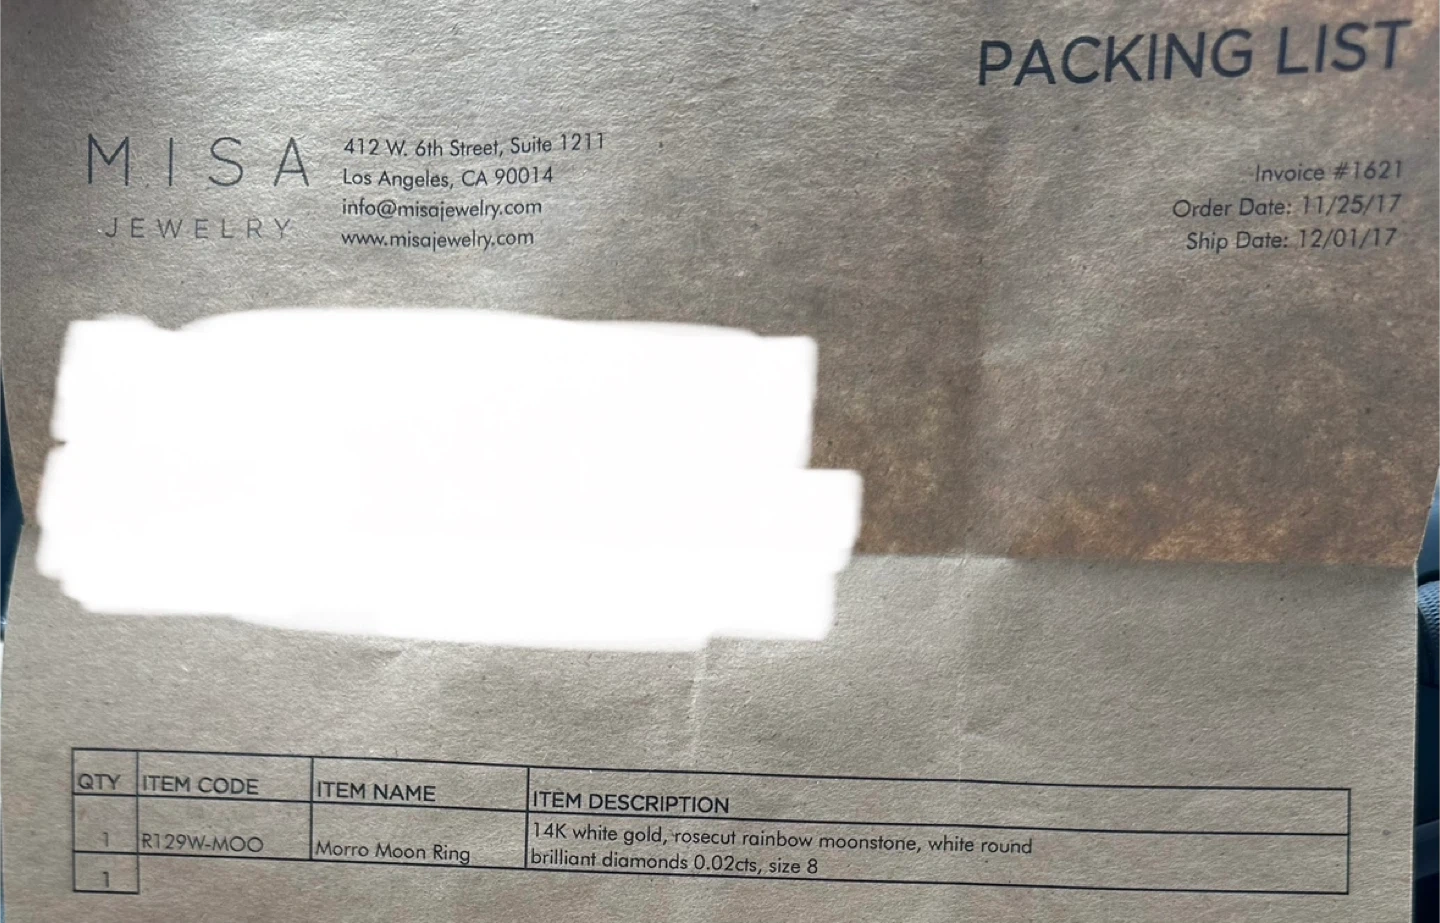 PACKING LIST
MISA
JEWELRY
412 W. 6th Street, Suite 1211
Los Angeles, CA 90014
info@misajewelry.com
www.misajewelry.com
Invoice #1621
Order Date: 11/25/17
Ship Date: 12/01/17
QTY ITEM CODE ITEM NAME ITEM DESCRIPTION
1 R129W-MOO Morro Moon Ring 14K white gold, rosecut rainbow moonstone, white round
brilliant diamonds 0.02cts, size 8
1